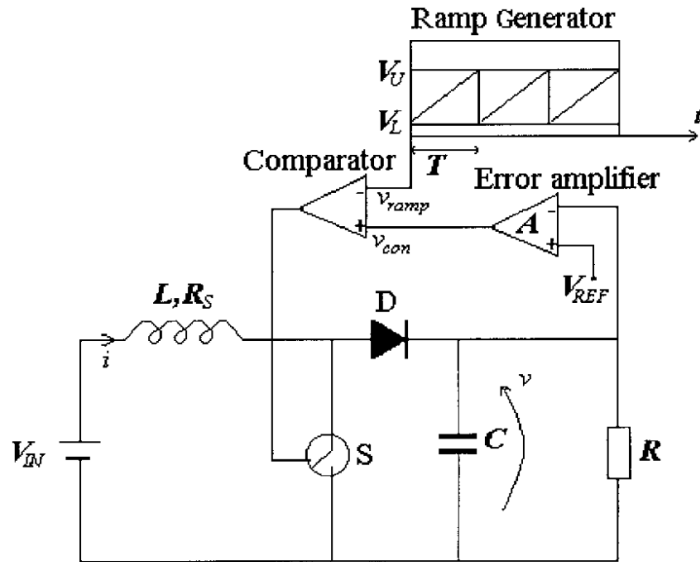 Ramp Generator
V_U
V_L
t
T
Comparator
Error amplifier
-
v_ramp
+
v_con
A
-
+
V_REF
L,R_S
D
i
v
V_IN
S
C
R